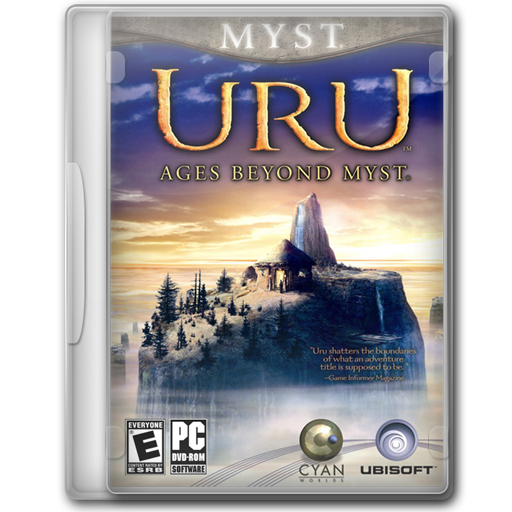 MYST®
URU™
AGES BEYOND MYST®
"Uru shatters the boundaries
of what an adventure
title is supposed to be."
–Game Informer Magazine
EVERYONE
E
CONTENT RATED BY
ESRB
PC
DVD-ROM
SOFTWARE
CYAN
WORLDS
UBISOFT